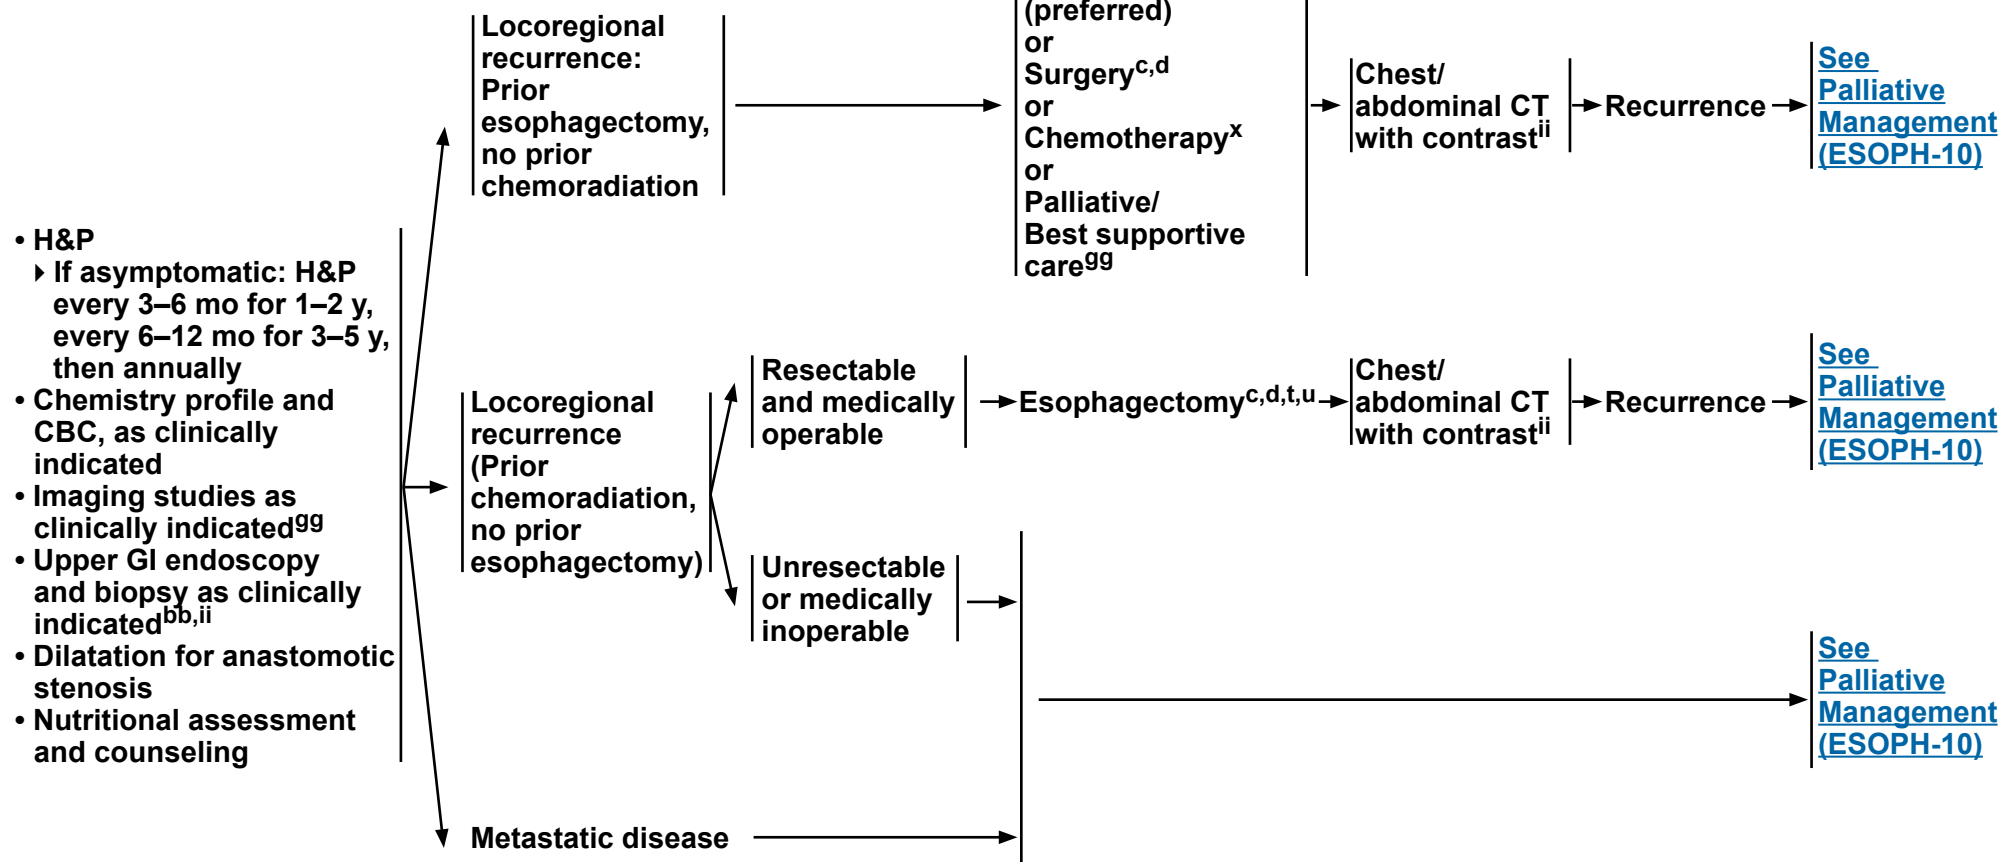 • H&P
‣ If asymptomatic: H&P
every 3–6 mo for 1–2 y,
every 6–12 mo for 3–5 y,
then annually
• Chemistry profile and
CBC, as clinically
indicated
• Imaging studies as
clinically indicatedgg
• Upper GI endoscopy
and biopsy as clinically
indicatedbb,ii
• Dilatation for anastomotic
stenosis
• Nutritional assessment
and counseling
Locoregional
recurrence:
Prior
esophagectomy,
no prior
chemoradiation
(preferred)
or
Surgeryc,d
or
Chemotherapyx
or
Palliative/
Best supportive
caregg
Chest/
abdominal CT
with contrastii
Recurrence
See
Palliative
Management
(ESOPH-10)
Locoregional
recurrence
(Prior
chemoradiation,
no prior
esophagectomy)
Resectable
and medically
operable
Esophagectomyc,d,t,u
Chest/
abdominal CT
with contrastii
Recurrence
See
Palliative
Management
(ESOPH-10)
Unresectable
or medically
inoperable
Metastatic disease
See
Palliative
Management
(ESOPH-10)